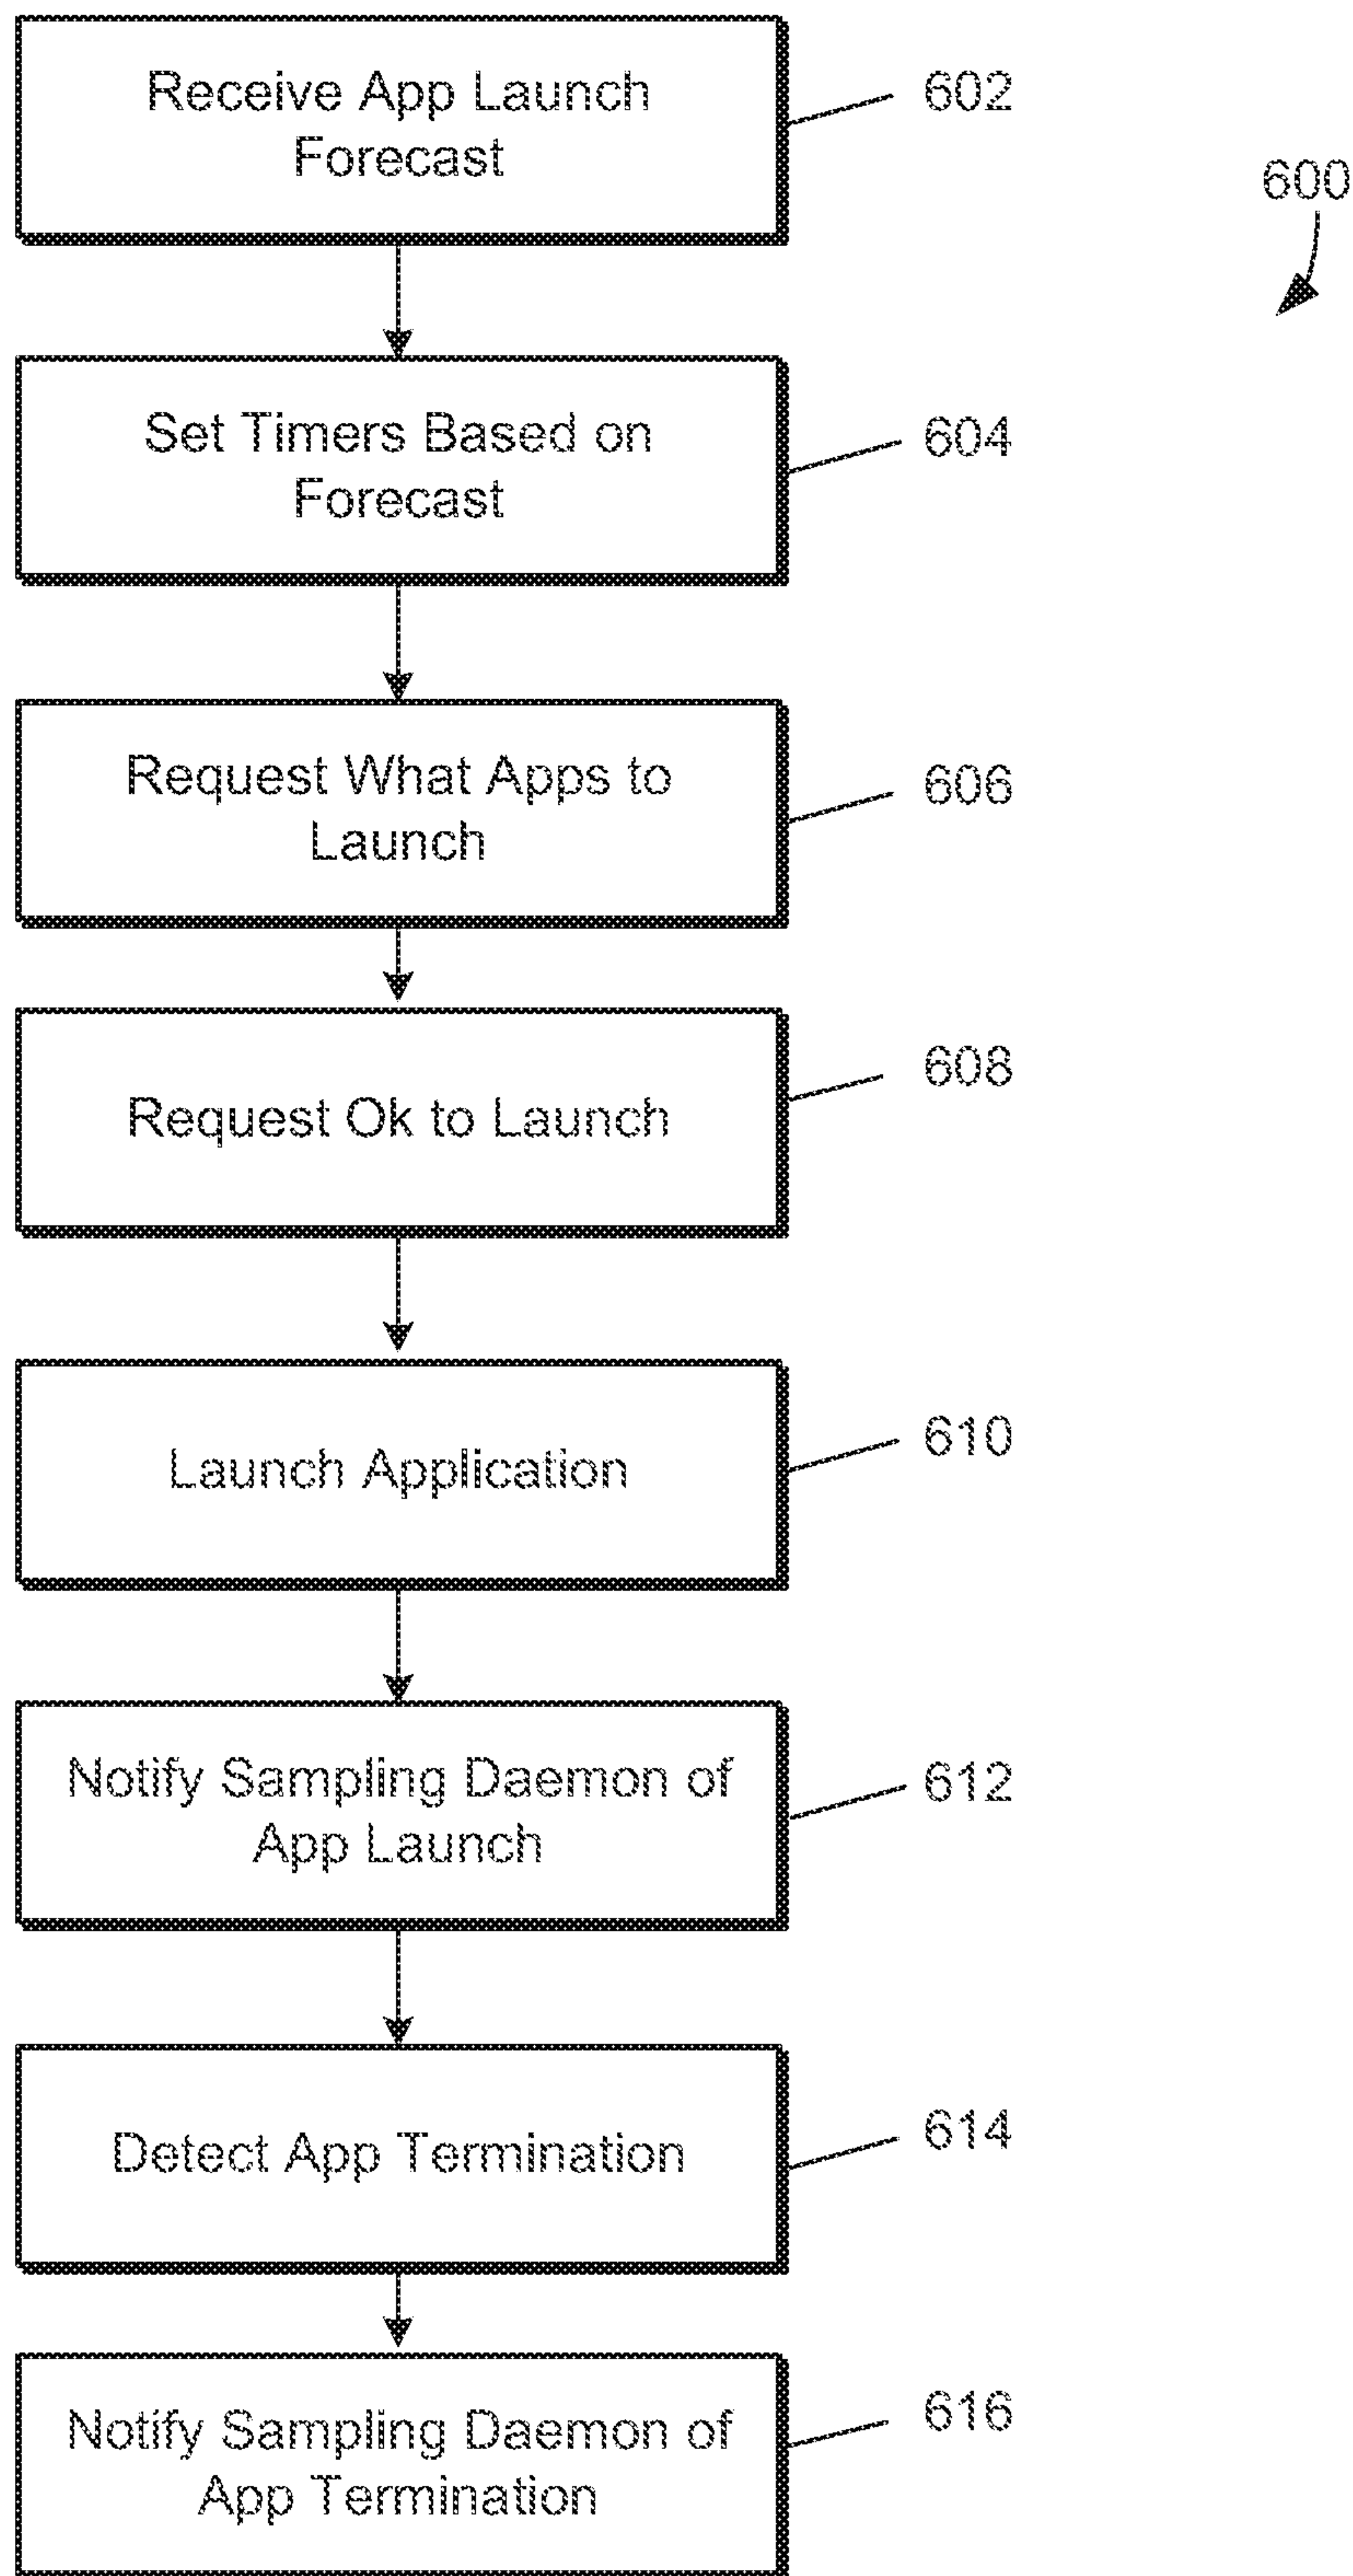 Receive App Launch
Forecast
602
600
Set Timers Based on
Forecast
604
Request What Apps to
Launch
606
Request Ok to Launch
608
Launch Application
610
Notify Sampling Daemon of
App Launch
612
Detect App Termination
614
Notify Sampling Daemon of
App Termination
616